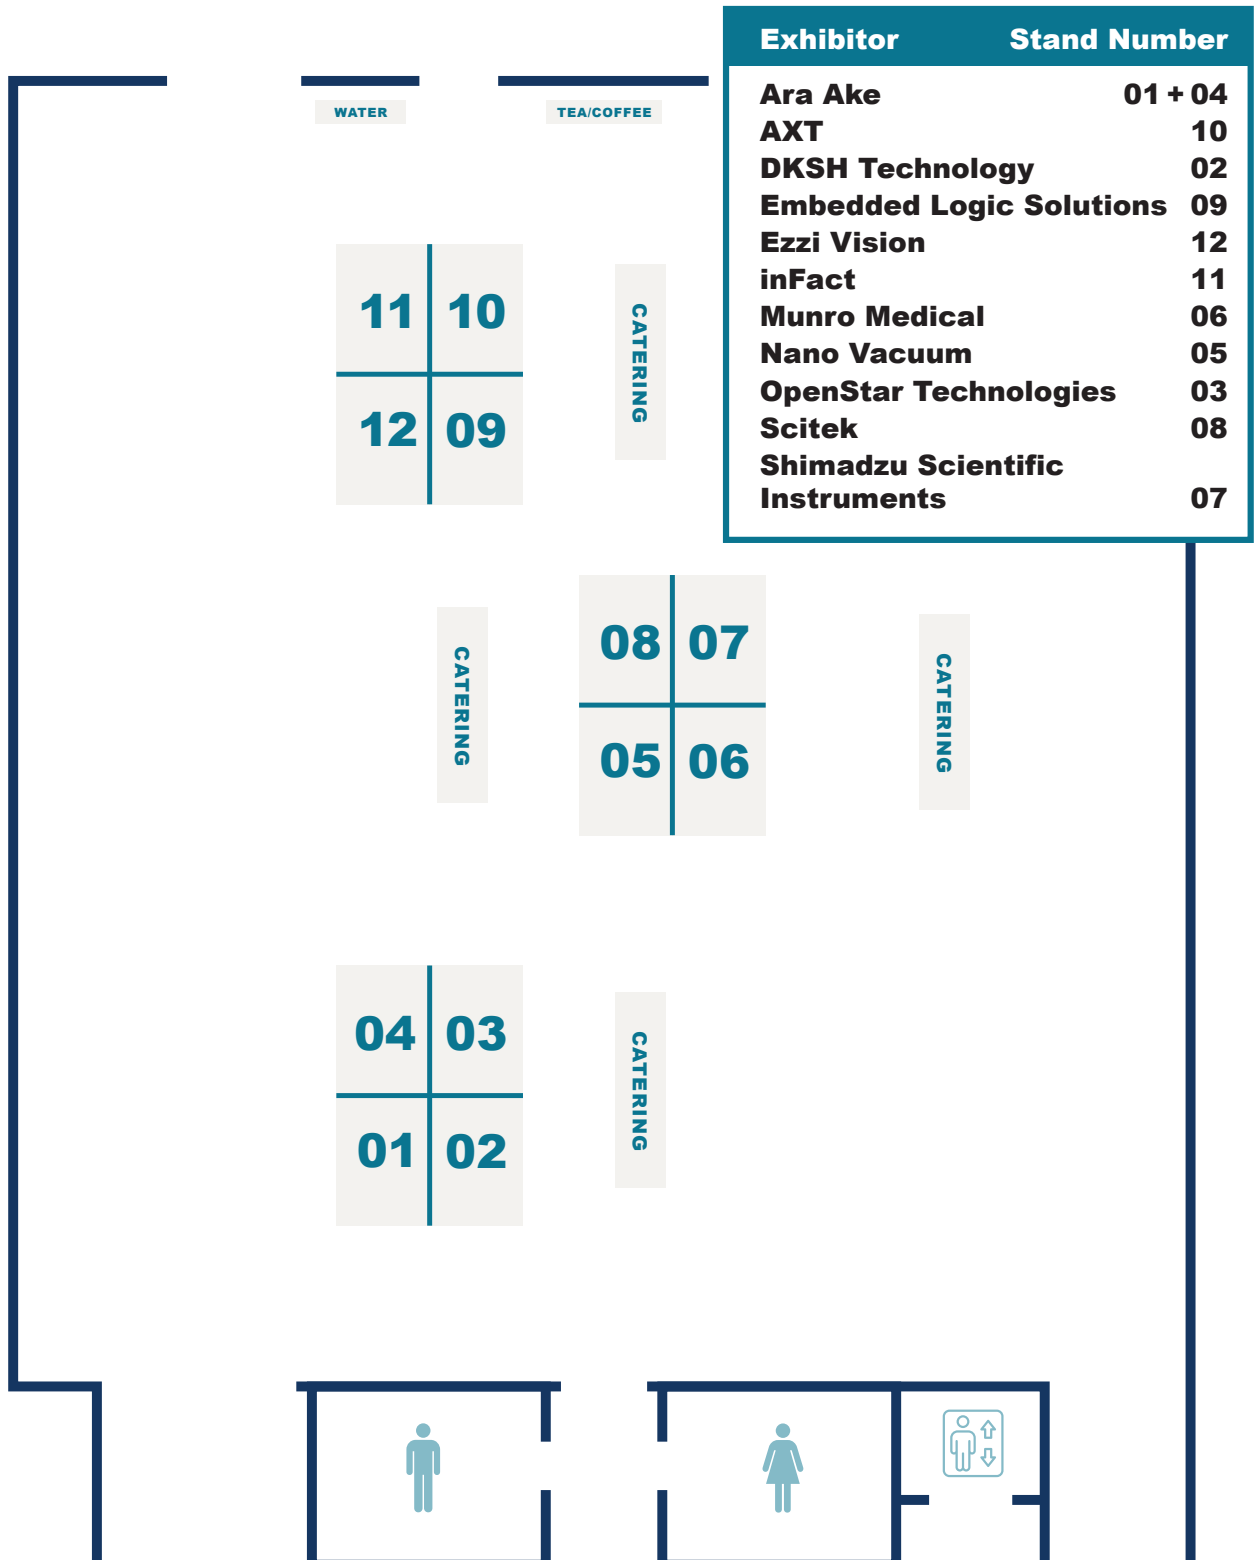 Exhibitor Stand Number
Ara Ake 01 + 04
AXT 10
DKSH Technology 02
Embedded Logic Solutions 09
Ezzi Vision 12
inFact 11
Munro Medical 06
Nano Vacuum 05
OpenStar Technologies 03
Scitek 08
Shimadzu Scientific
Instruments 07
WATER TEA/COFFEE
11 10
12 09
CATERING
08 07
05 06
CATERING
CATERING
04 03
01 02
CATERING